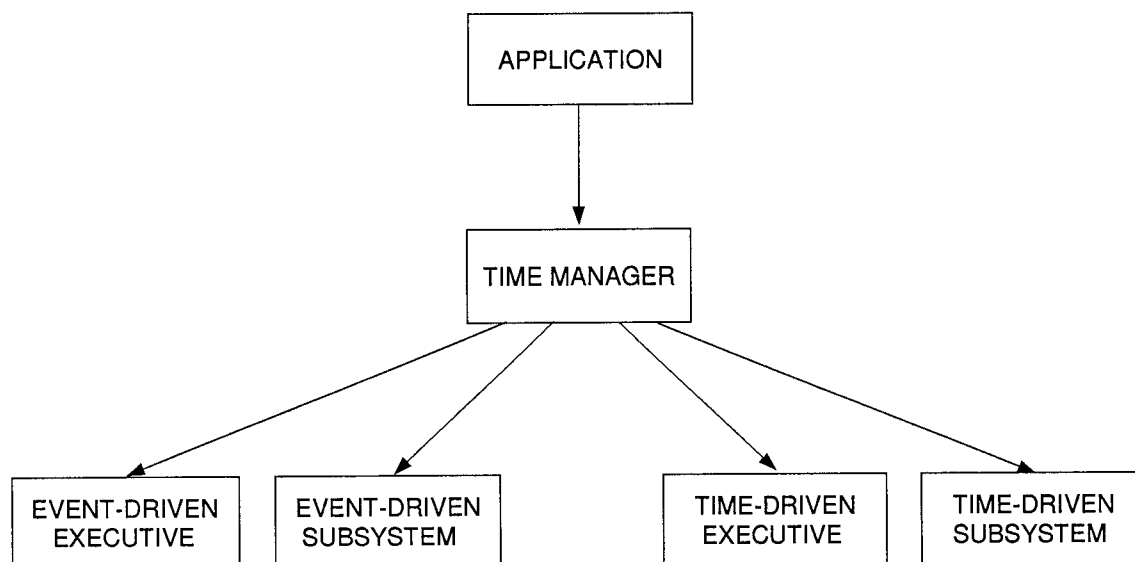 APPLICATION
TIME MANAGER
EVENT-DRIVEN
EXECUTIVE
EVENT-DRIVEN
SUBSYSTEM
TIME-DRIVEN
EXECUTIVE
TIME-DRIVEN
SUBSYSTEM